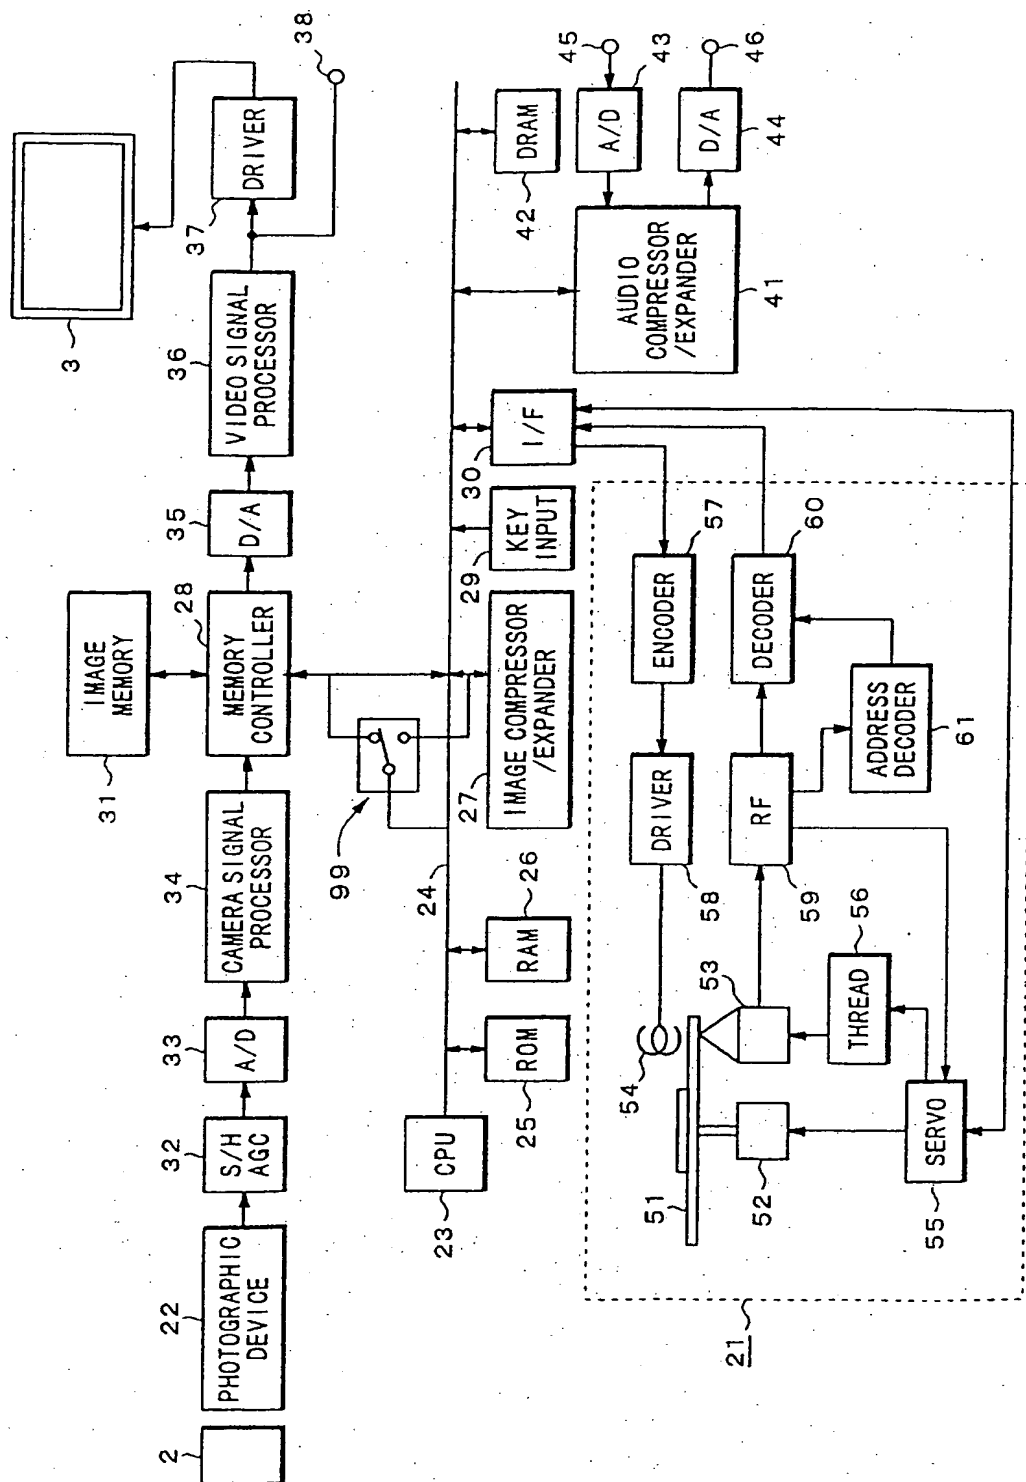 2
22
PHOTOGRAPHIC
DEVICE
32
S/H
AGC
33
A/D
34
CAMERA SIGNAL
PROCESSOR
31
IMAGE
MEMORY
28
MEMORY
CONTROLLER
35
D/A
36
VIDEO SIGNAL
PROCESSOR
37
DRIVER
3
38
99
23
CPU
24
25
ROM
26
RAM
27
IMAGE COMPRESSOR
/EXPANDER
29
KEY
INPUT
30
I/F
42
DRAM
41
AUDIO
COMPRESSOR
/EXPANDER
45
A/D
43
46
D/A
44
21
51
52
54
53
55
SERVO
56
THREAD
58
DRIVER
57
ENCODER
59
RF
60
DECODER
61
ADDRESS
DECODER